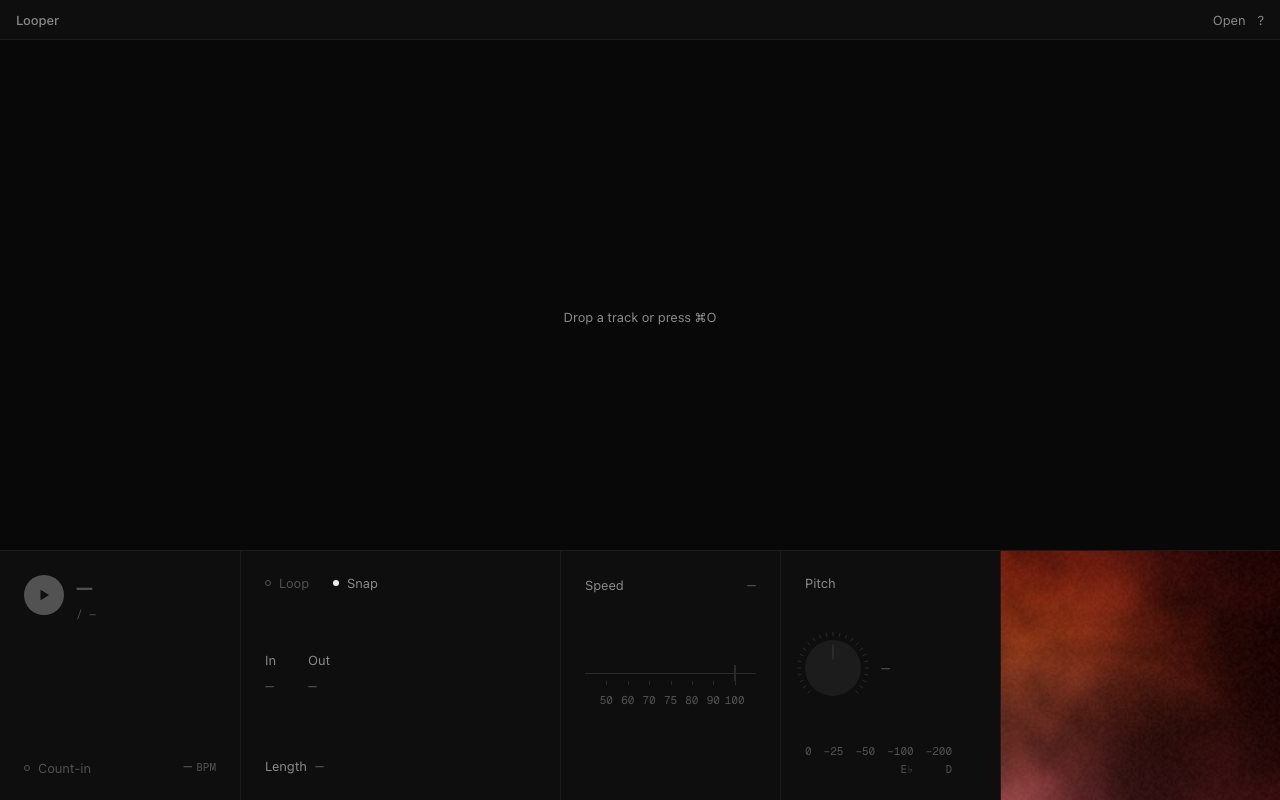 Looper
Open ?
Drop a track or press ⌘O
—
/ –
Count-in
– BPM
Loop
Snap
In
Out
–
–
Length –
Speed
–
50 60 70 75 80 90 100
Pitch
–
0 −25 −50 −100 −200
E♭ D